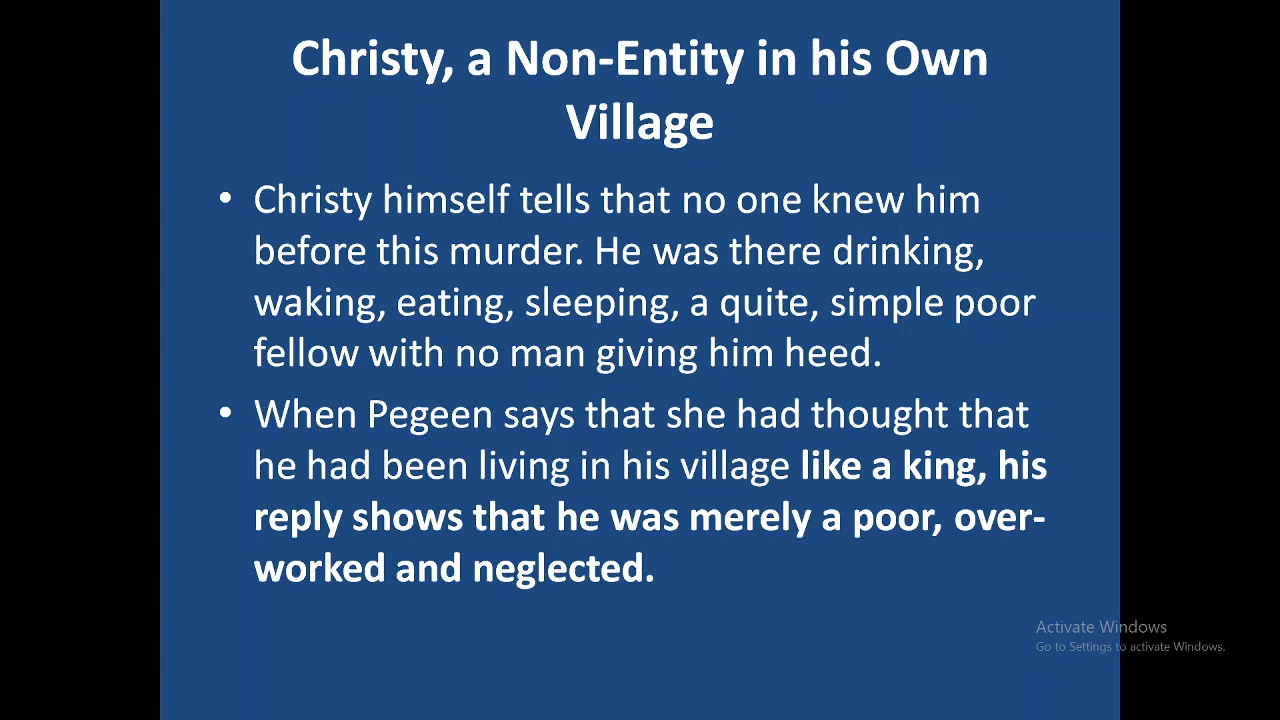 Christy, a Non-Entity in his Own
Village
• Christy himself tells that no one knew him
before this murder. He was there drinking,
waking, eating, sleeping, a quite, simple poor
fellow with no man giving him heed.
• When Pegeen says that she had thought that
he had been living in his village like a king, his
reply shows that he was merely a poor, over-
worked and neglected.
Activate Windows
Go to Settings to activate Windows.